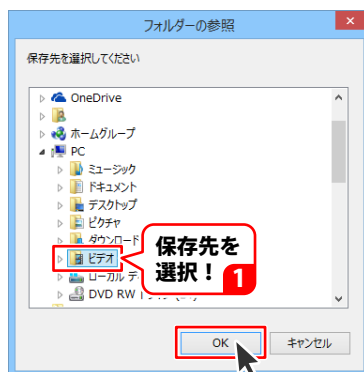 フォルダーの参照
保存先を選択してください
OneDrive
ホームグループ
PC
ミュージック
ドキュメント
デスクトップ
ピクチャ
ダウンロード
ビデオ
ローカル デ
DVD RW
保存先を
選択！
1
OK
キャンセル